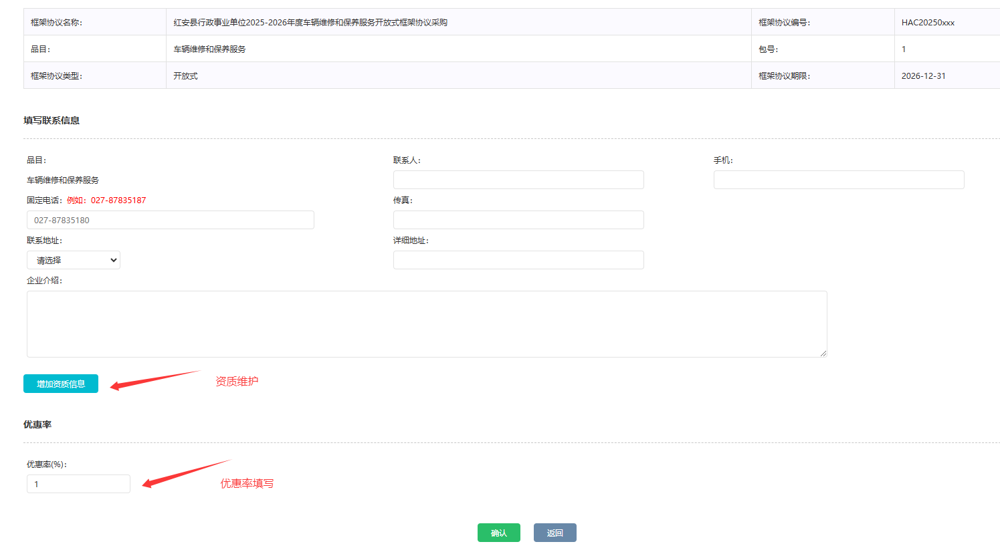 框架协议名称： 红安县行政事业单位2025-2026年度车辆维修和保养服务开放式框架协议采购 框架协议编号： HAC20250xxx
品目： 车辆维修和保养服务 包号： 1
框架协议类型： 开放式 框架协议期限： 2026-12-31
填写联系信息
品目： 联系人： 手机：
车辆维修和保养服务
固定电话：例如：027-87835187 传真：
027-87835180
联系地址： 详细地址：
请选择
企业介绍：
增加资质信息 资质维护
优惠率
优惠率(%)：
1 优惠率填写
确认 返回